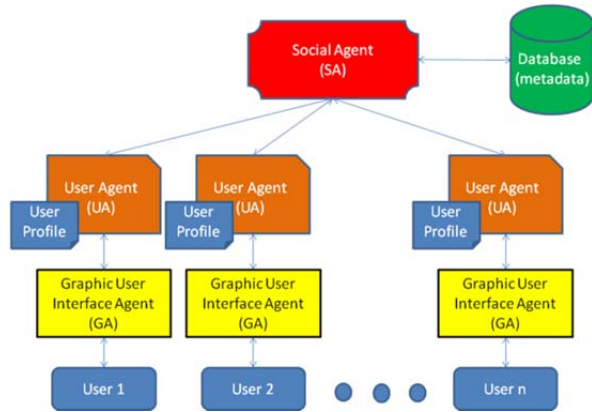 Social Agent
(SA)
Database
(metadata)
User Agent
(UA)
User
Profile
User Agent
(UA)
User
Profile
User Agent
(UA)
User
Profile
Graphic User
Interface Agent
(GA)
Graphic User
Interface Agent
(GA)
Graphic User
Interface Agent
(GA)
User 1
User 2
User n